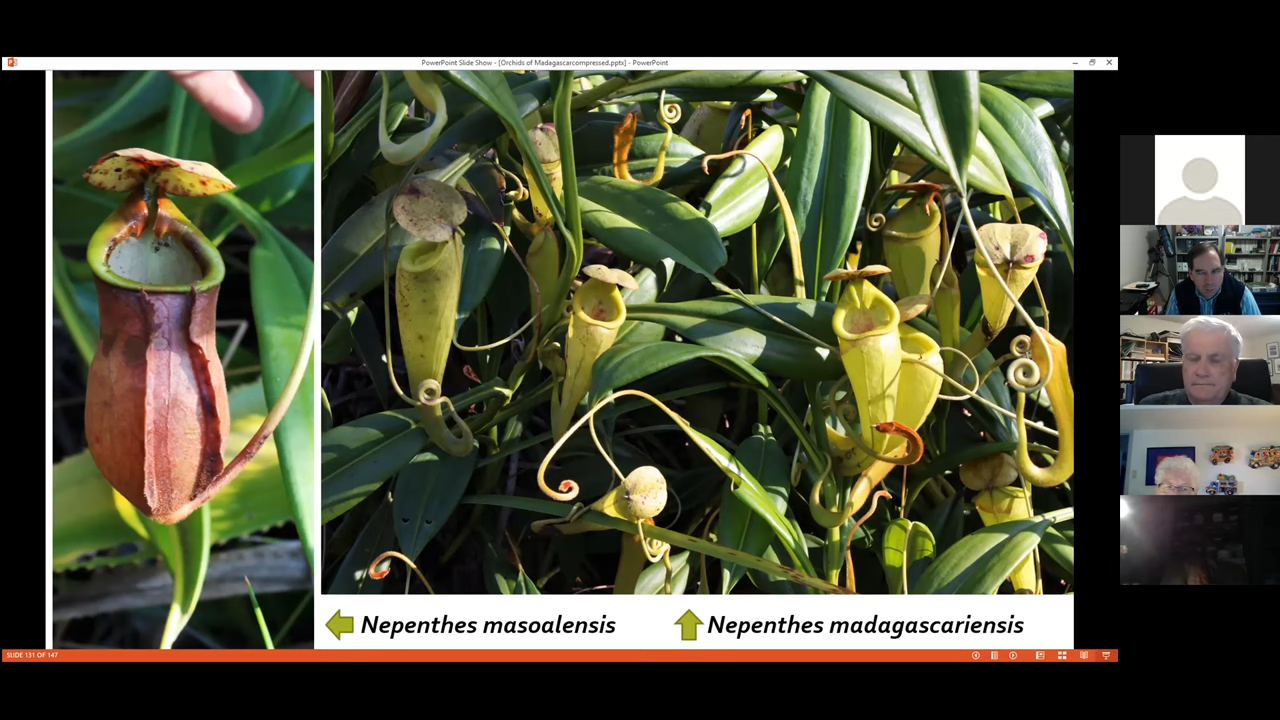 PowerPoint Slide Show - [Orchids of Madagascarcompressed.pptx] - PowerPoint
Nepenthes masoalensis
Nepenthes madagascariensis
SLIDE 131 OF 147